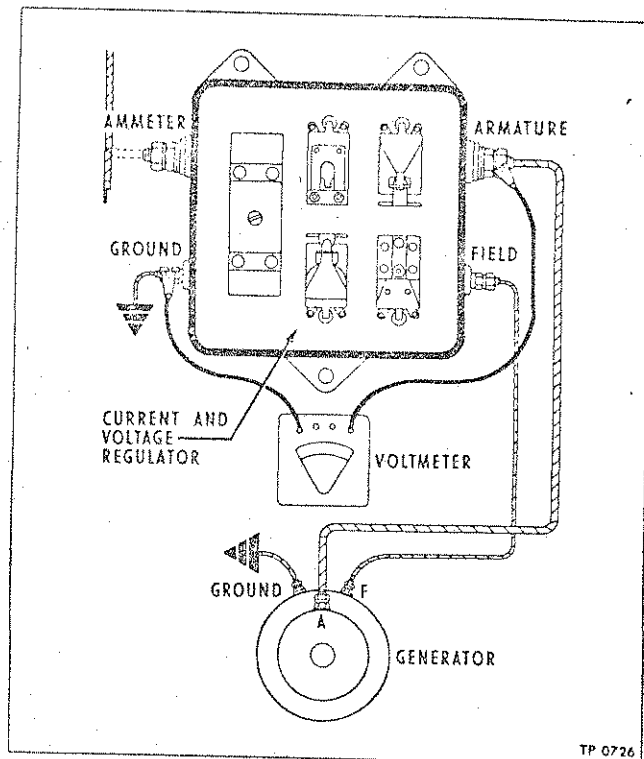 AMMETER
ARMATURE
GROUND
FIELD
CURRENT AND
VOLTAGE
REGULATOR
VOLTMETER
GROUND
F
A
GENERATOR
TP 0726